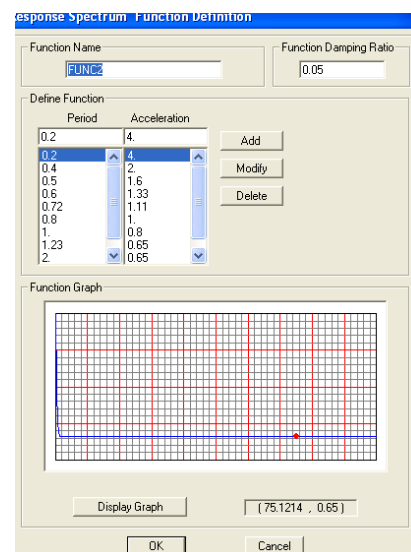 Response Spectrum Function Definition
Function Name
Function Damping Ratio
FUNC2
0.05
Define Function
Period Acceleration
0.2 4. Add
0.2 4.
0.4 2. Modify
0.5 1.6
0.6 1.33 Delete
0.72 1.11
0.8 1.
1. 0.8
1.23 0.65
2. 0.65
Function Graph
Display Graph (75.1214 , 0.65)
OK Cancel